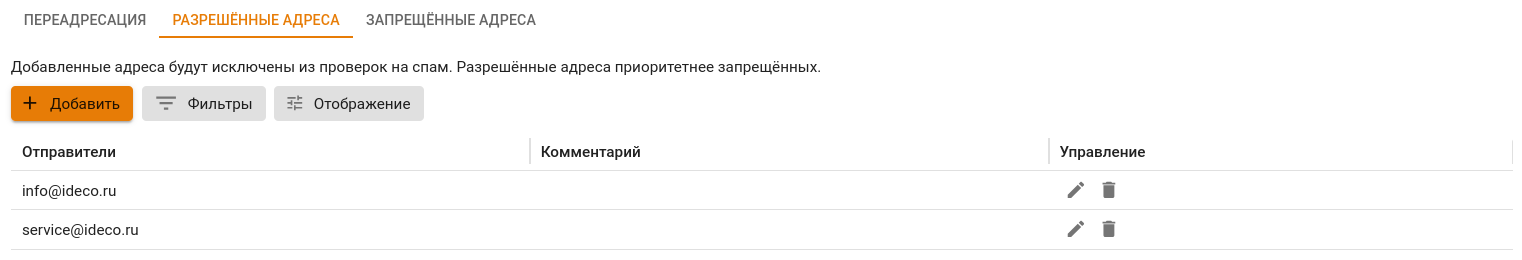 ПЕРЕАДРЕСАЦИЯ РАЗРЕШЁННЫЕ АДРЕСА ЗАПРЕЩЁННЫЕ АДРЕСА
Добавленные адреса будут исключены из проверок на спам. Разрешённые адреса приоритетнее запрещённых.
Добавить Фильтры Отображение
Отправители Комментарий Управление
info@ideco.ru
service@ideco.ru